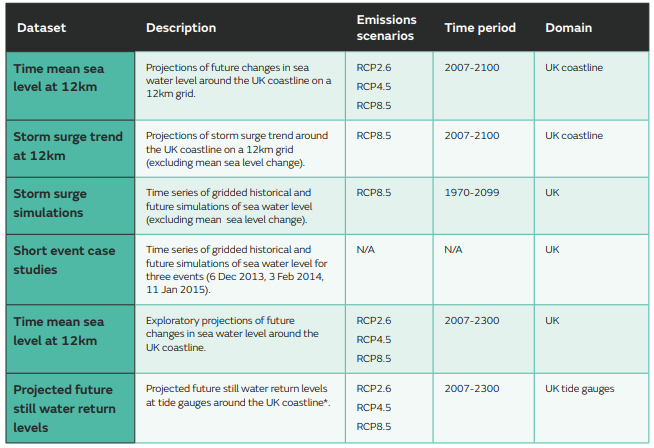 Dataset
Description
Emissions
scenarios
Time period
Domain
Time mean sea
level at 12km
Projections of future changes in sea
water level around the UK coastline on a
12km grid.
RCP2.6
RCP4.5
RCP8.5
2007-2100
UK coastline
Storm surge trend
at 12km
Projections of storm surge trend around
the UK coastline on a 12km grid
(excluding mean sea level change).
RCP8.5
2007-2100
UK coastline
Storm surge
simulations
Time series of gridded historical and
future simulations of sea water level
(excluding mean  sea level change).
RCP8.5
1970-2099
UK
Short event case
studies
Time series of gridded historical and
future simulations of sea water level for
three events (6 Dec 2013, 3 Feb 2014,
11 Jan 2015).
N/A
N/A
UK
Time mean sea
level at 12km
Exploratory projections of future
changes in sea water level around the
UK coastline.
RCP2.6
RCP4.5
RCP8.5
2007-2300
UK
Projected future
still water return
levels
Projected future still water return levels
at tide gauges around the UK coastline*.
RCP2.6
RCP4.5
RCP8.5
2007-2300
UK tide gauges